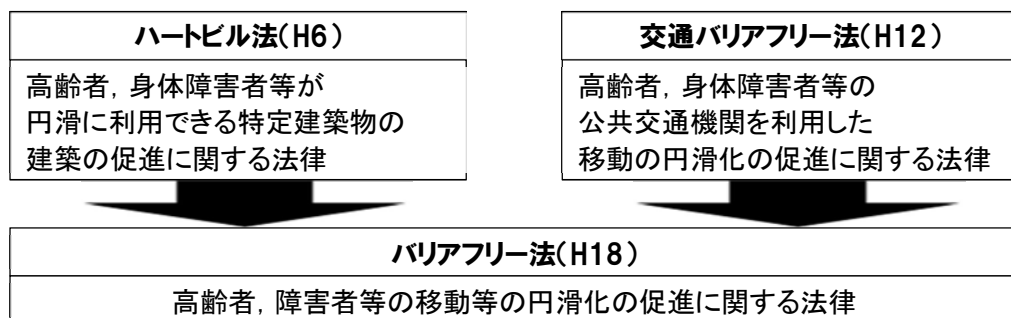 ハートビル法(H6)
高齢者,身体障害者等が
円滑に利用できる特定建築物の
建築の促進に関する法律
交通バリアフリー法(H12)
高齢者,身体障害者等の
公共交通機関を利用した
移動の円滑化の促進に関する法律
バリアフリー法(H18)
高齢者,障害者等の移動等の円滑化の促進に関する法律